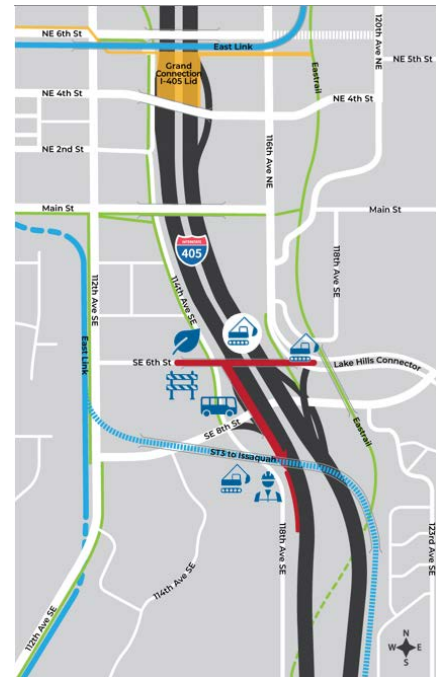 NE 6th St
East Link
120th Ave NE
NE 5th St
Grand
Connection
I-405 Lid
Eastrail
NE 4th St
NE 4th St
116th Ave NE
NE 2nd St
Main St
Main St
INTERSTATE
405
118th Ave SE
114th Ave SE
112th Ave SE
East Link
SE 6th St
Lake Hills Connector
SE 8th St
Eastrail
ST3 to Issaquah
118th Ave SE
123rd Ave SE
114th Ave SE
112th Ave SE
N
W E
S